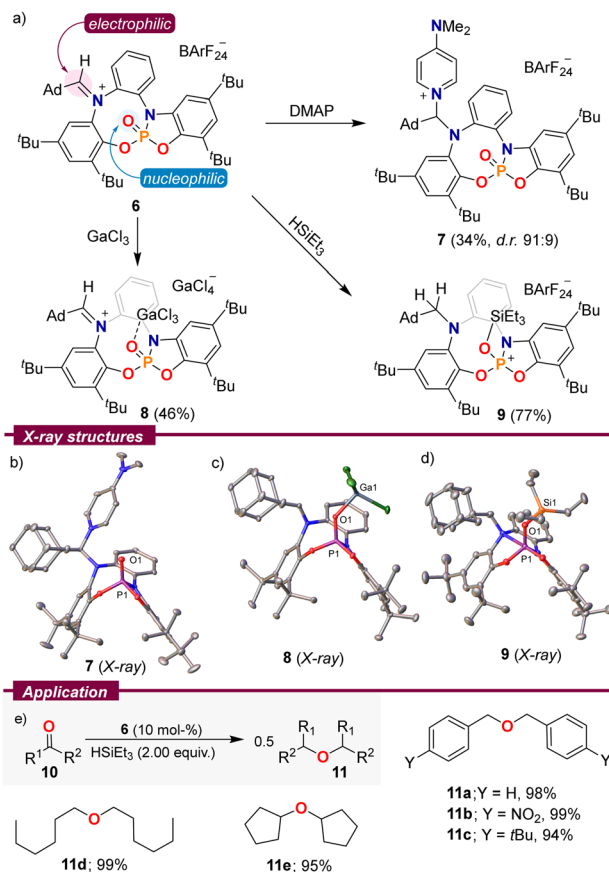 a)
electrophilic
H
Ad
N
+
BArF24−
O
N
P
O
O
tBu
tBu
tBu
tBu
nucleophilic
6
DMAP
NMe2
N
+
BArF24−
Ad
N
N
O
P
O
O
tBu
tBu
tBu
tBu
7 (34%, d.r. 91:9)
GaCl3
HSiEt3
H
Ad
N
+
GaCl4−
GaCl3
O
N
P
O
O
tBu
tBu
tBu
tBu
8 (46%)
H
H
Ad
N
BArF24−
SiEt3
O
N
P
+
O
O
tBu
tBu
tBu
tBu
9 (77%)
X-ray structures
b)
O1
P1
7 (X-ray)
c)
Ga1
O1
P1
8 (X-ray)
d)
Si1
O1
P1
9 (X-ray)
Application
e)
O
R1 R2
10
6 (10 mol-%)
HSiEt3 (2.00 equiv.)
0.5
R1 R1
R2 O R2
11
O
Y Y
11a;Y = H, 98%
11b; Y = NO2, 99%
11c; Y = tBu, 94%
O
11d; 99%
O
11e; 95%